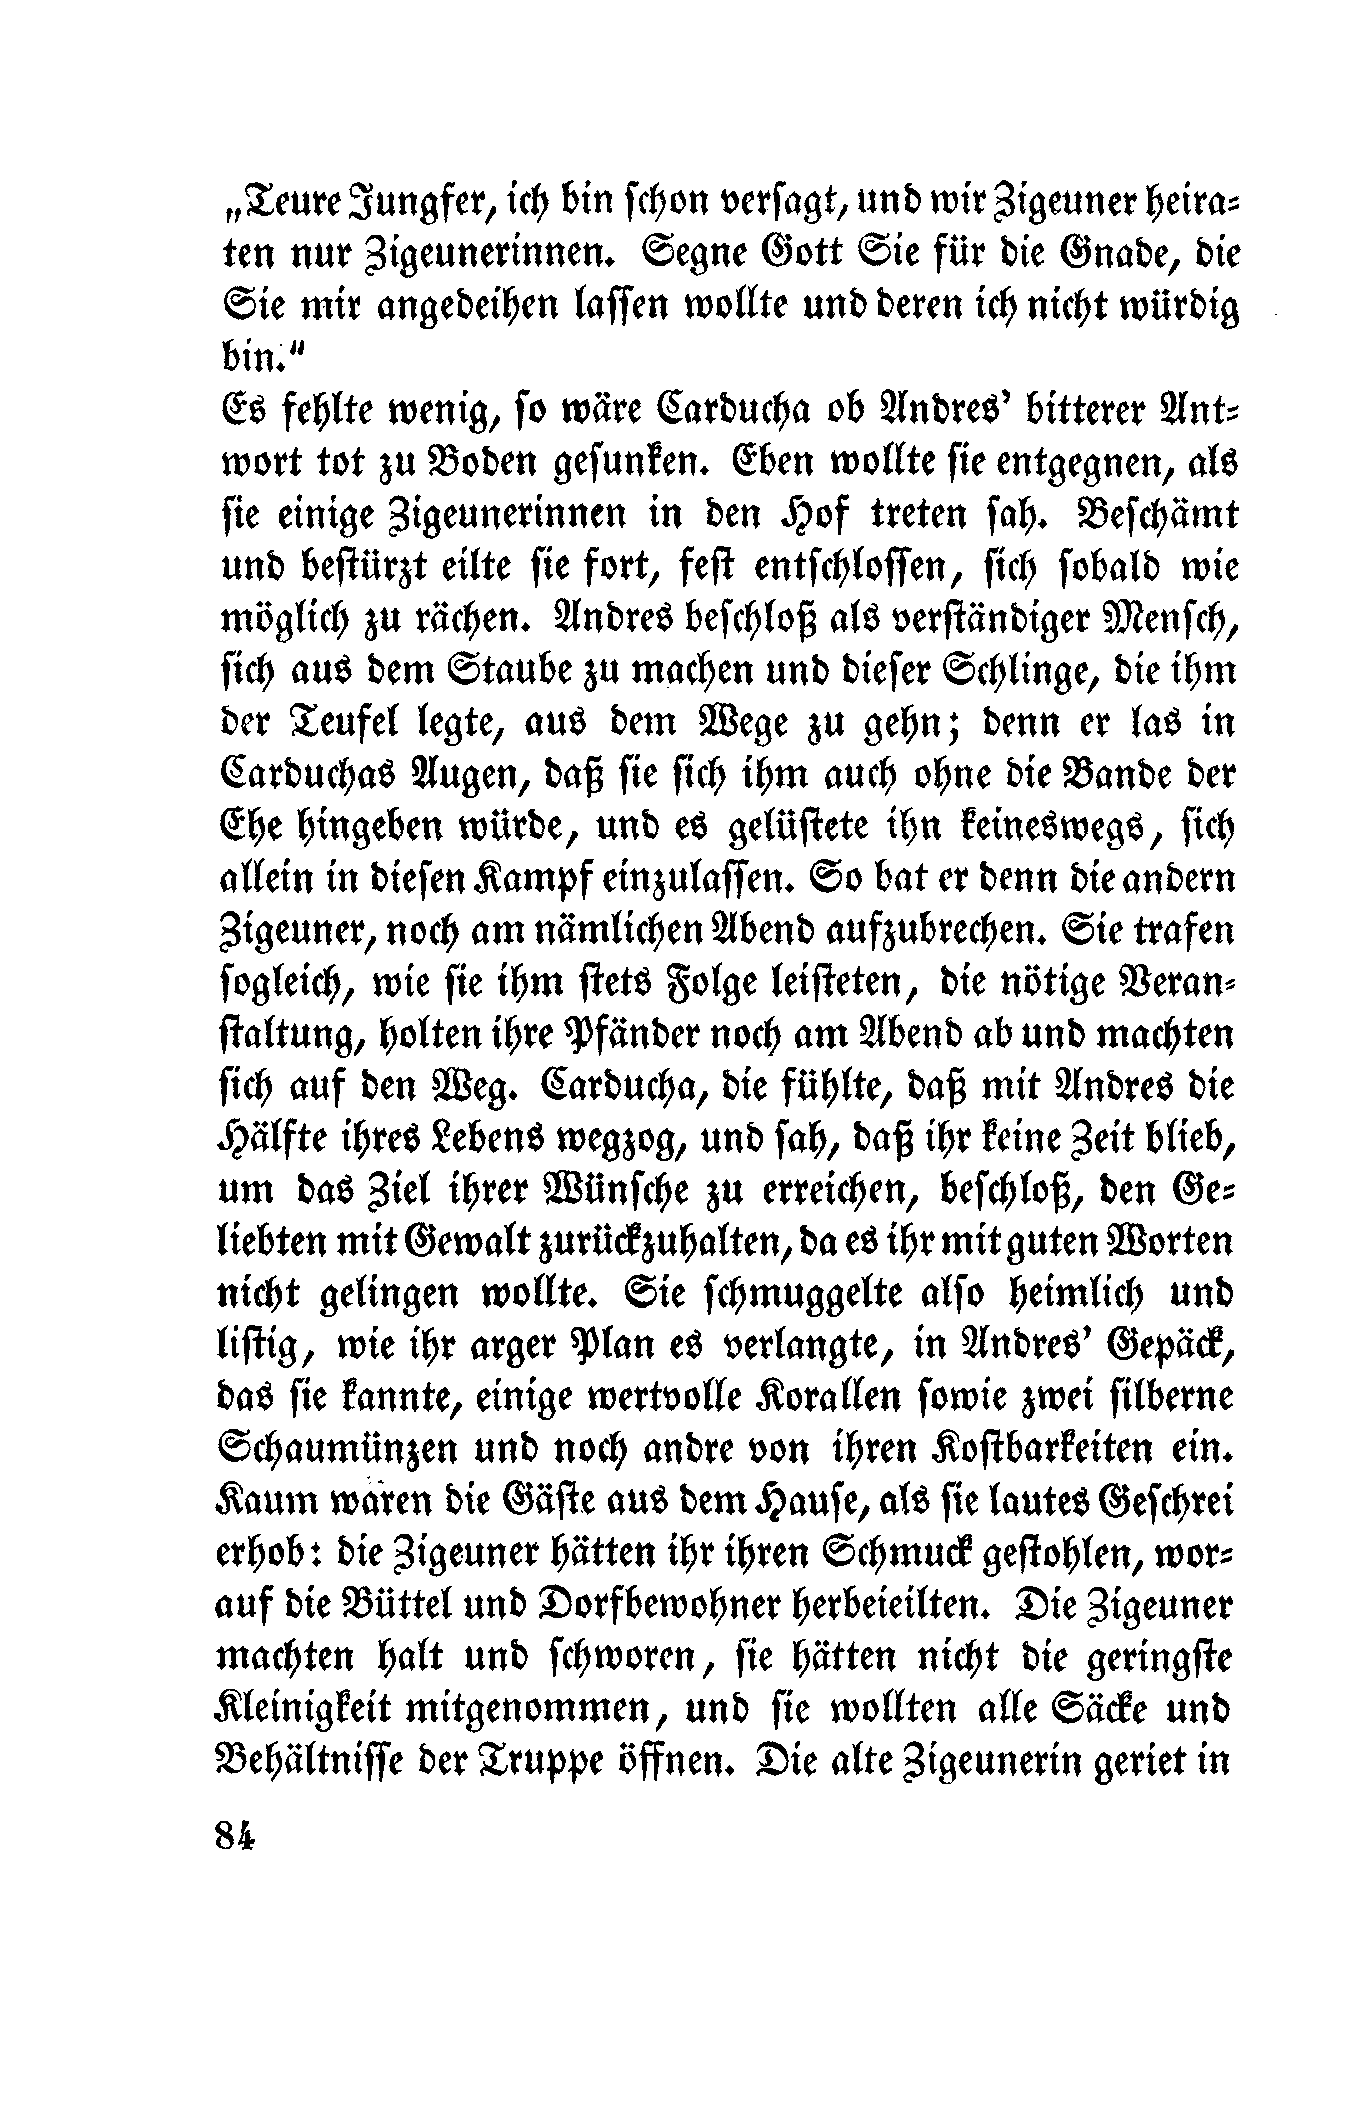 „Teure Jungfer, ich bin schon versagt, und wir Zigeuner heira-
ten nur Zigeunerinnen. Segne Gott Sie für die Gnade, die
Sie mir angedeihen lassen wollte und deren ich nicht würdig
bin.“
Es fehlte wenig, so wäre Carducha ob Andres’ bitterer Ant-
wort tot zu Boden gesunken. Eben wollte sie entgegnen, als
sie einige Zigeunerinnen in den Hof treten sah. Beschämt
und bestürzt eilte sie fort, fest entschlossen, sich sobald wie
möglich zu rächen. Andres beschloß als verständiger Mensch,
sich aus dem Staube zu machen und dieser Schlinge, die ihm
der Teufel legte, aus dem Wege zu gehn; denn er las in
Carduchas Augen, daß sie sich ihm auch ohne die Bande der
Ehe hingeben würde, und es gelüstete ihn keineswegs, sich
allein in diesen Kampf einzulassen. So bat er denn die andern
Zigeuner, noch am nämlichen Abend aufzubrechen. Sie trafen
sogleich, wie sie ihm stets Folge leisteten, die nötige Veran-
staltung, holten ihre Pfänder noch am Abend ab und machten
sich auf den Weg. Carducha, die fühlte, daß mit Andres die
Hälfte ihres Lebens wegzog, und sah, daß ihr keine Zeit blieb,
um das Ziel ihrer Wünsche zu erreichen, beschloß, den Ge-
liebten mit Gewalt zurückzuhalten, da es ihr mit guten Worten
nicht gelingen wollte. Sie schmuggelte also heimlich und
listig, wie ihr arger Plan es verlangte, in Andres’ Gepäck,
das sie kannte, einige wertvolle Korallen sowie zwei silberne
Schaumünzen und noch andre von ihren Kostbarkeiten ein.
Kaum waren die Gäste aus dem Hause, als sie lautes Geschrei
erhob: die Zigeuner hätten ihr ihren Schmuck gestohlen, wor-
auf die Büttel und Dorfbewohner herbeieilten. Die Zigeuner
machten halt und schworen, sie hätten nicht die geringste
Kleinigkeit mitgenommen, und sie wollten alle Säcke und
Behältnisse der Truppe öffnen. Die alte Zigeunerin geriet in
84